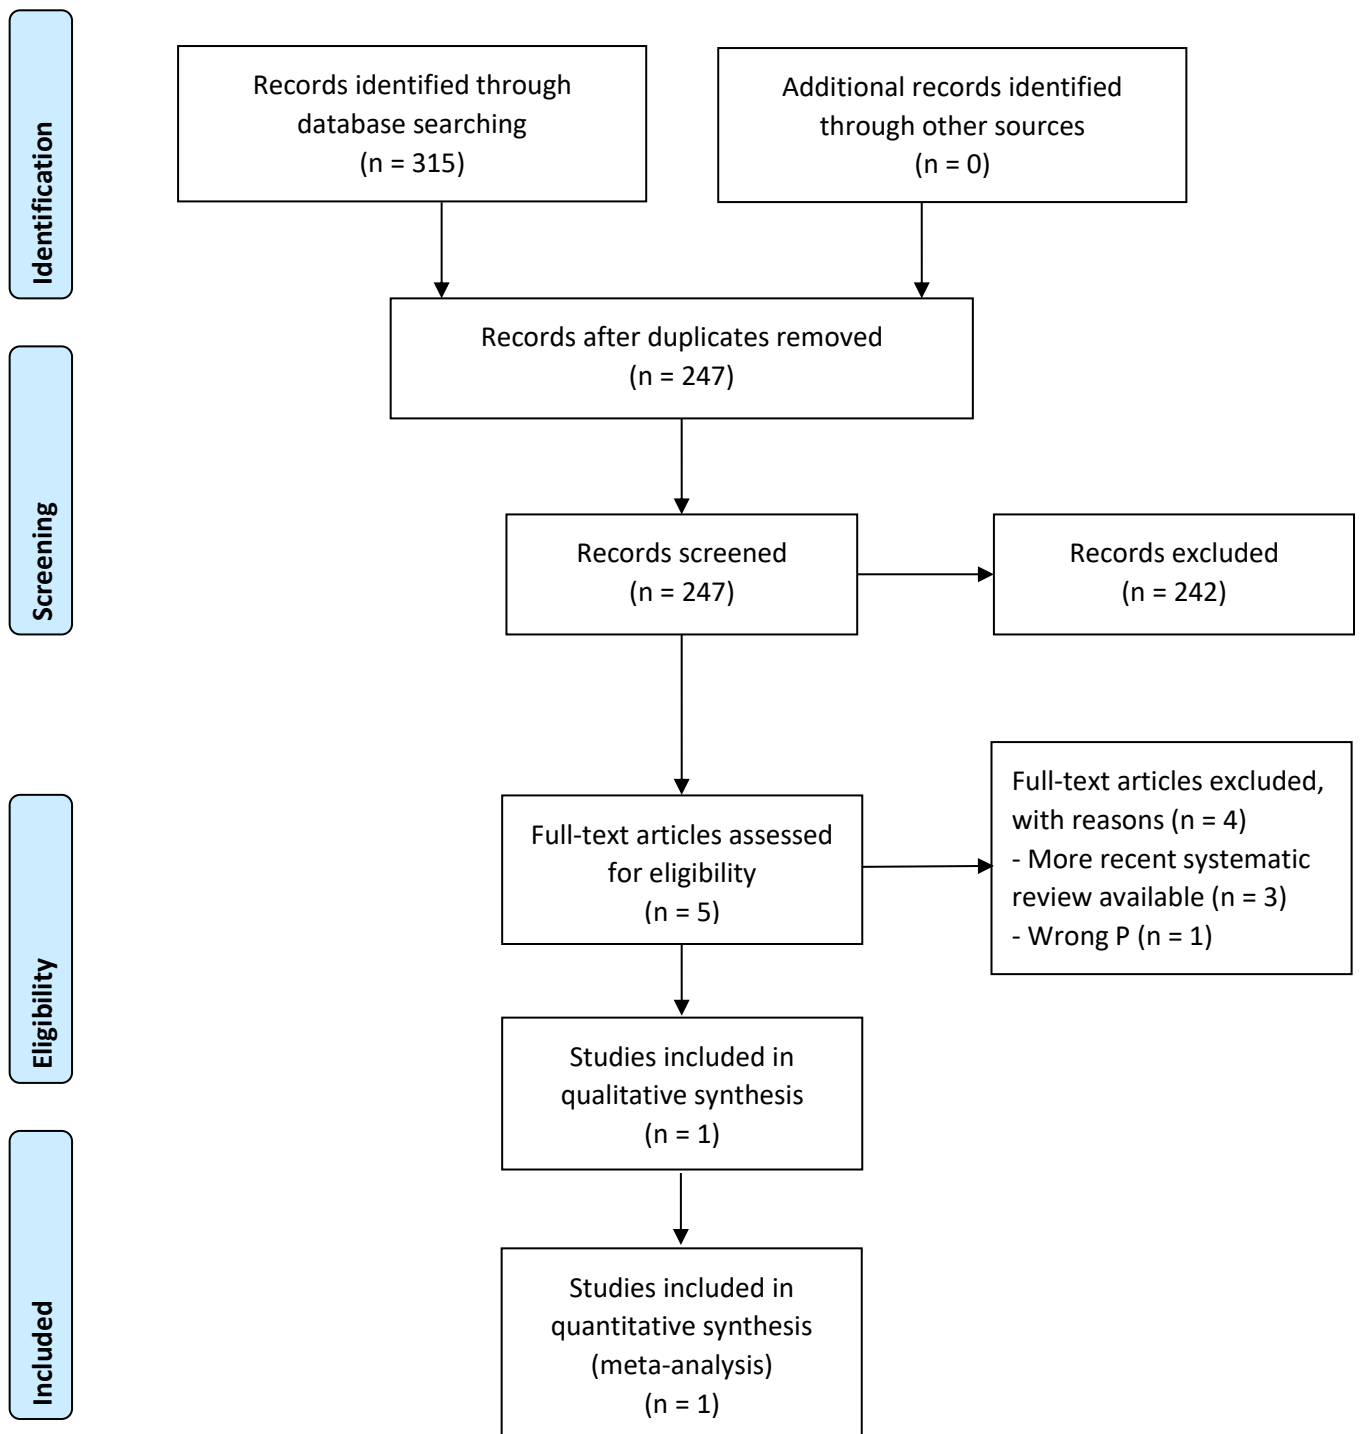 Identification
Records identified through
database searching
(n = 315)
Additional records identified
through other sources
(n = 0)
Records after duplicates removed
(n = 247)
Screening
Records screened
(n = 247)
Records excluded
(n = 242)
Eligibility
Full-text articles assessed
for eligibility
(n = 5)
Full-text articles excluded,
with reasons (n = 4)
- More recent systematic
review available (n = 3)
- Wrong P (n = 1)
Studies included in
qualitative synthesis
(n = 1)
Included
Studies included in
quantitative synthesis
(meta-analysis)
(n = 1)